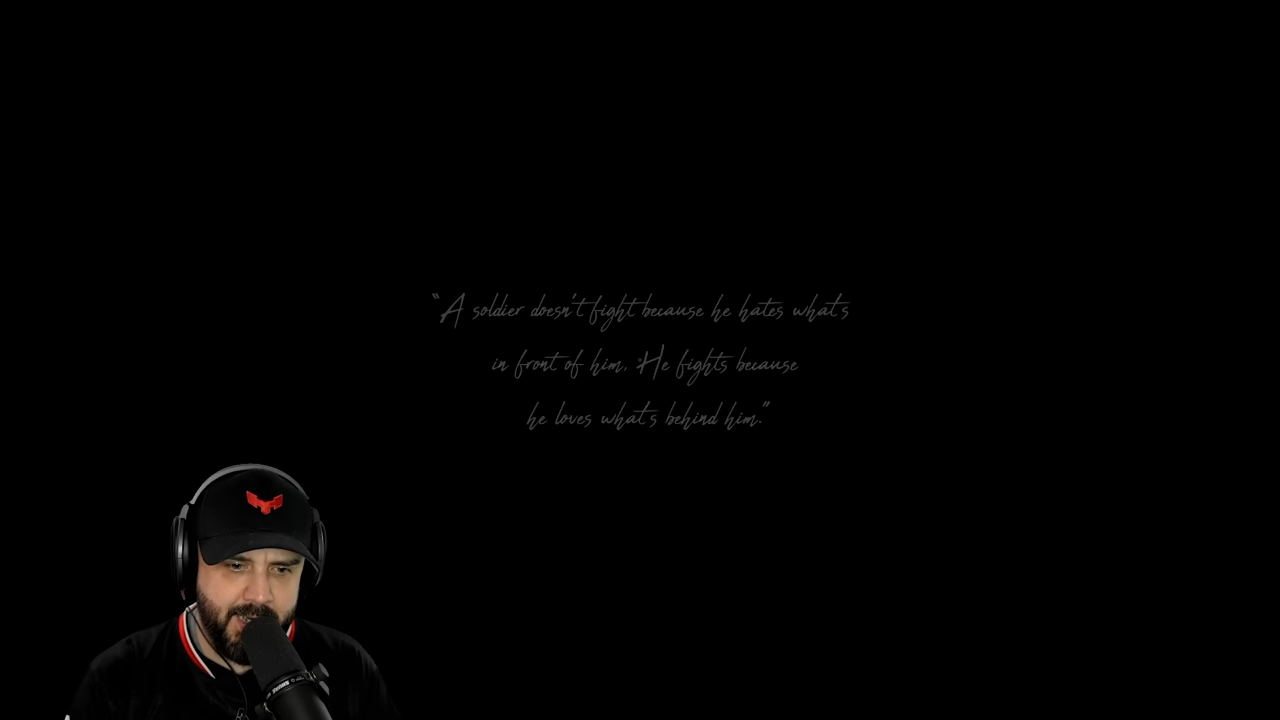 “A soldier doesn't fight because he hates what's
in front of him. He fights because
he loves what's behind him.”